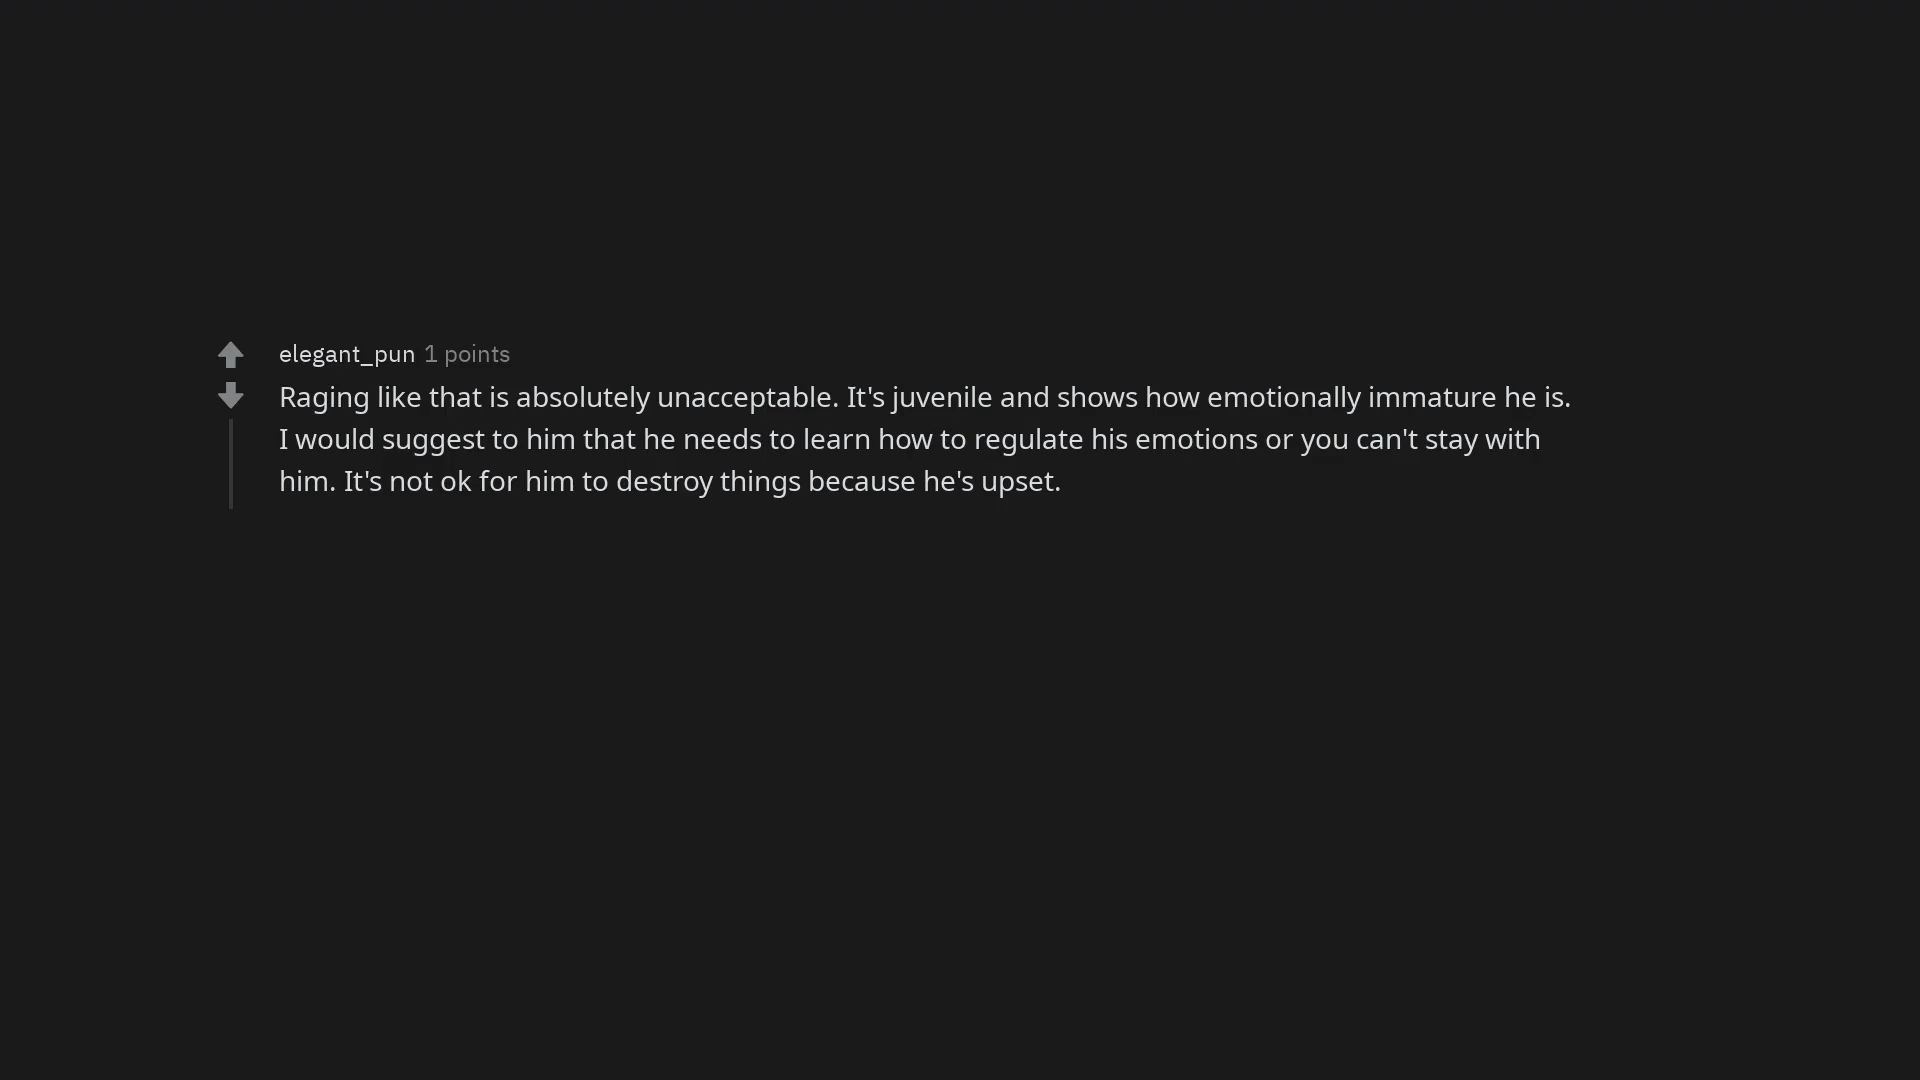 elegant_pun 1 points
Raging like that is absolutely unacceptable. It's juvenile and shows how emotionally immature he is.
I would suggest to him that he needs to learn how to regulate his emotions or you can't stay with
him. It's not ok for him to destroy things because he's upset.